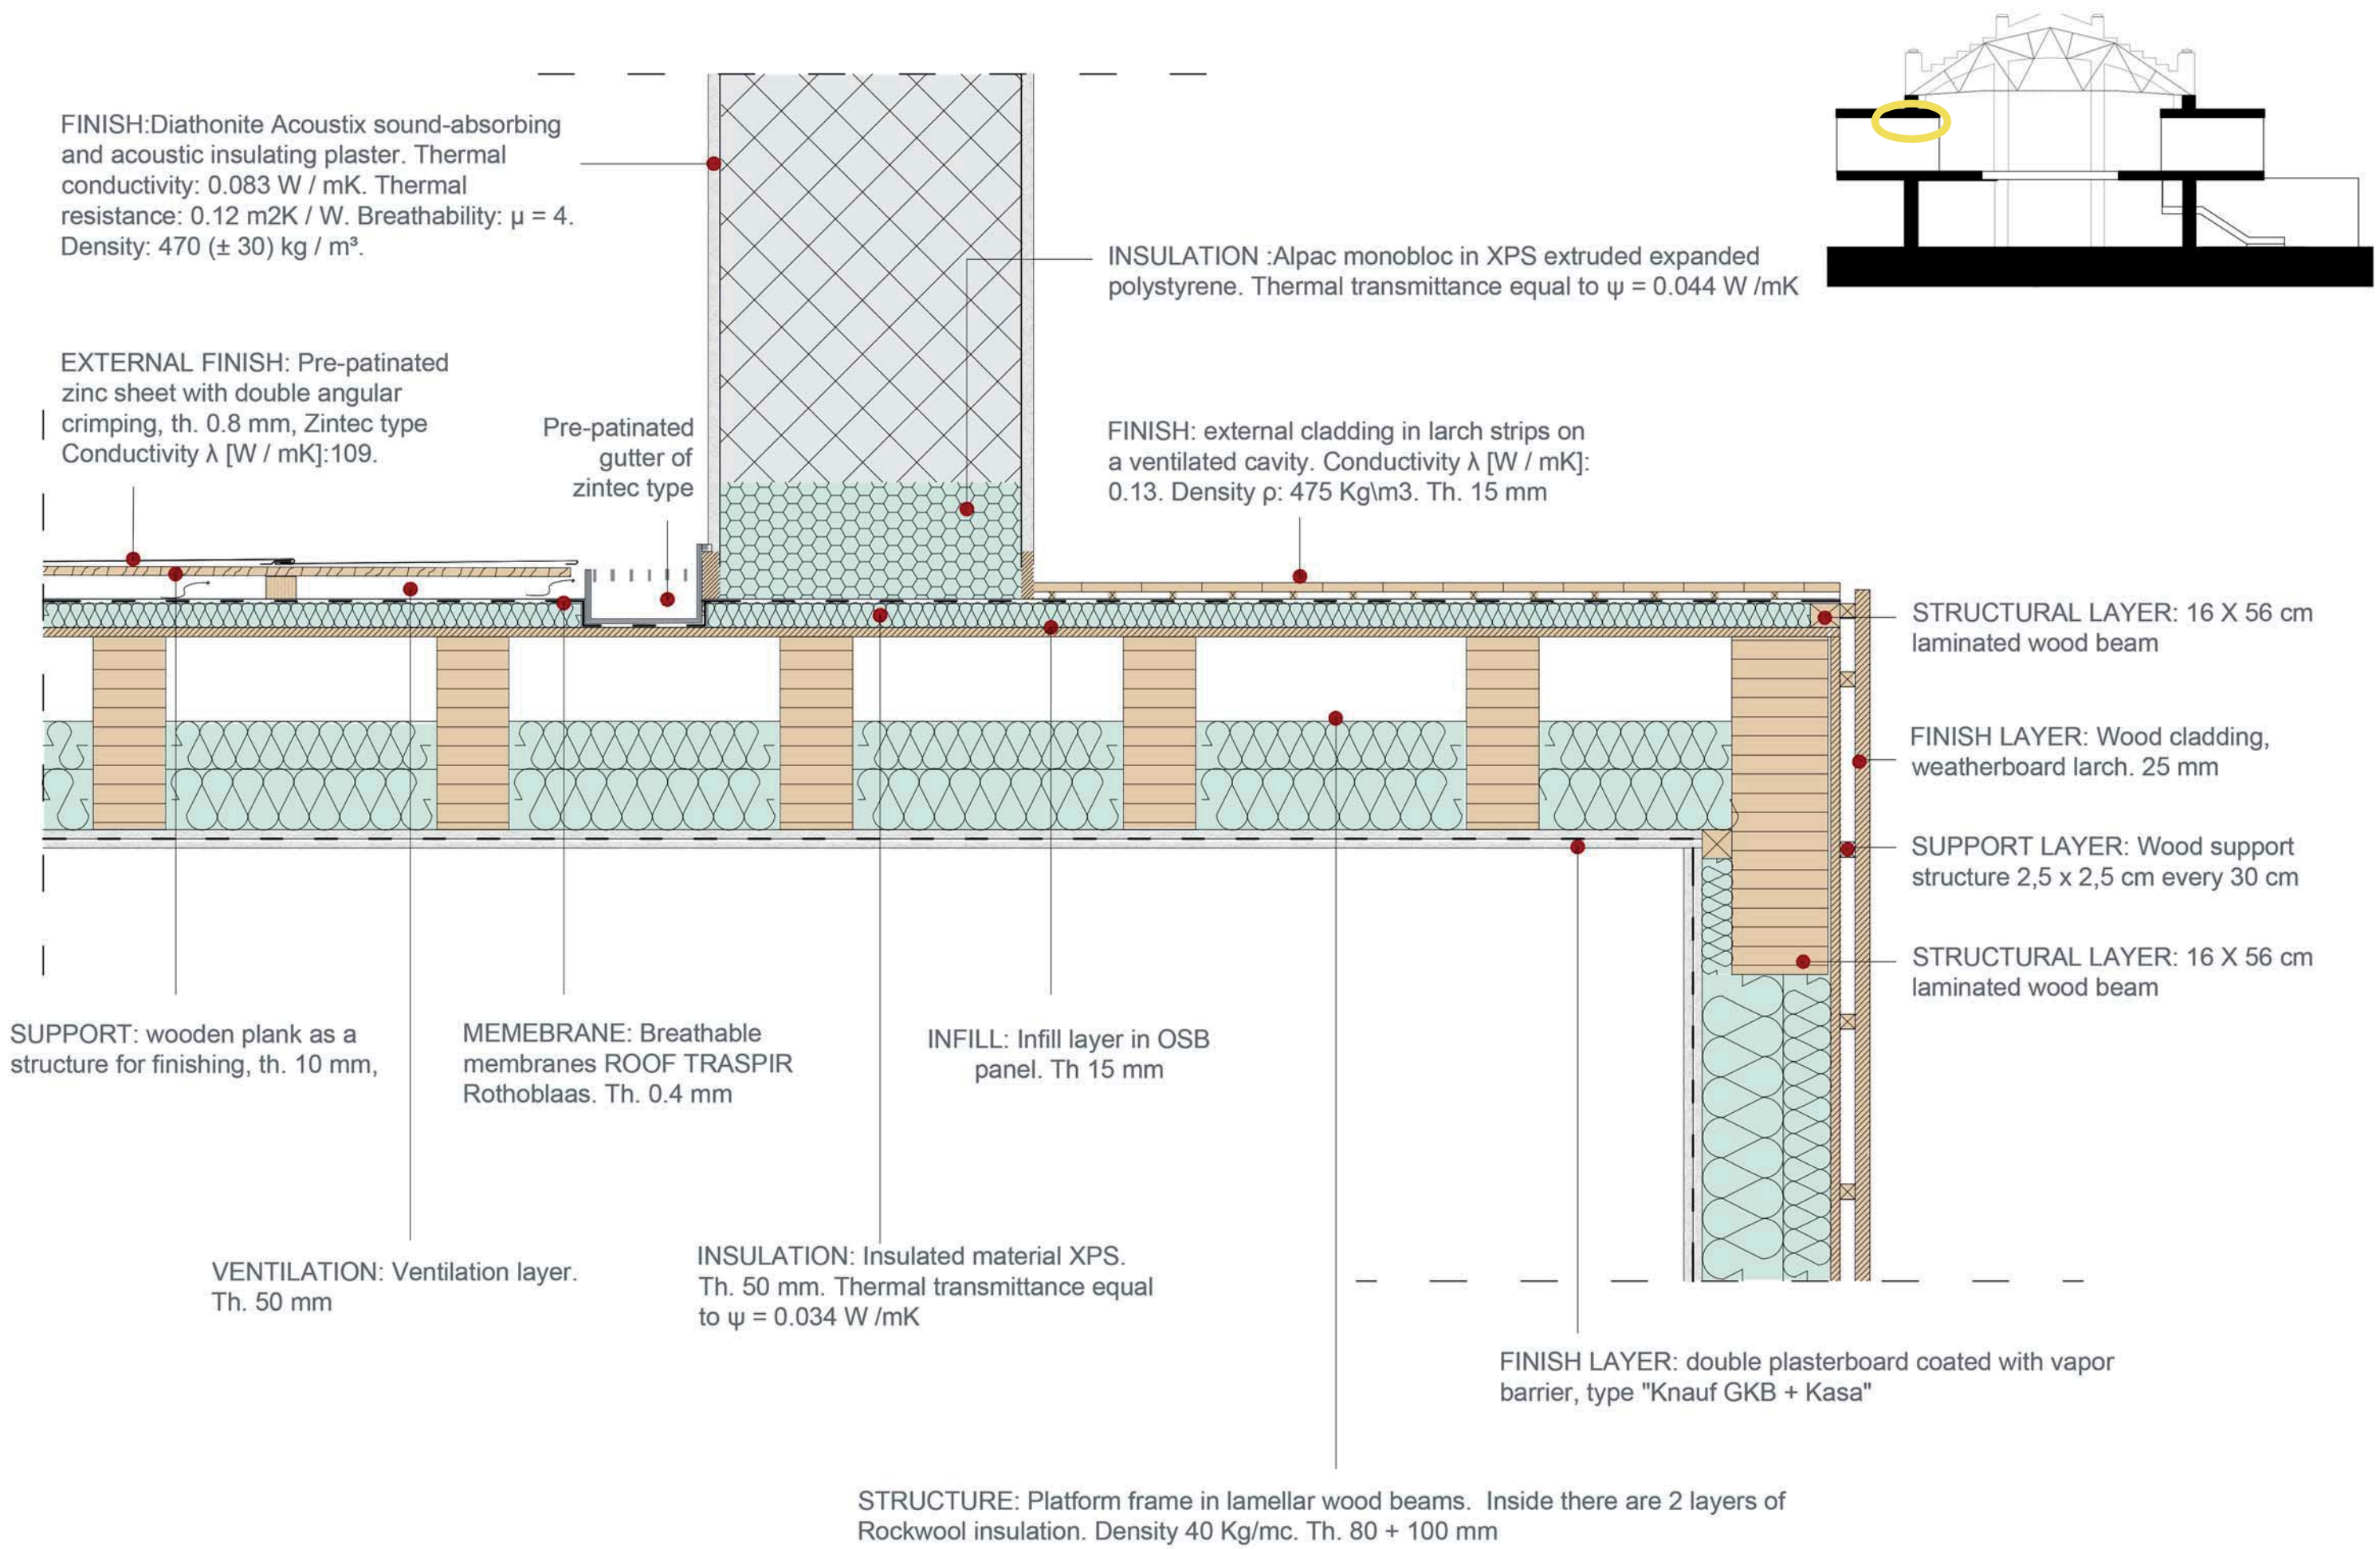 FINISH:Diathonite Acoustix sound-absorbing
and acoustic insulating plaster. Thermal
conductivity: 0.083 W / mK. Thermal
resistance: 0.12 m2K / W. Breathability: μ = 4.
Density: 470 (± 30) kg / m³.
INSULATION :Alpac monobloc in XPS extruded expanded
polystyrene. Thermal transmittance equal to ψ = 0.044 W /mK
EXTERNAL FINISH: Pre-patinated
zinc sheet with double angular
crimping, th. 0.8 mm, Zintec type
Conductivity λ [W / mK]:109.
Pre-patinated
gutter of
zintec type
FINISH: external cladding in larch strips on
a ventilated cavity. Conductivity λ [W / mK]:
0.13. Density ρ: 475 Kg\m3. Th. 15 mm
STRUCTURAL LAYER: 16 X 56 cm
laminated wood beam
FINISH LAYER: Wood cladding,
weatherboard larch. 25 mm
SUPPORT LAYER: Wood support
structure 2,5 x 2,5 cm every 30 cm
STRUCTURAL LAYER: 16 X 56 cm
laminated wood beam
SUPPORT: wooden plank as a
structure for finishing, th. 10 mm,
MEMEBRANE: Breathable
membranes ROOF TRASPIR
Rothoblaas. Th. 0.4 mm
INFILL: Infill layer in OSB
panel. Th 15 mm
VENTILATION: Ventilation layer.
Th. 50 mm
INSULATION: Insulated material XPS.
Th. 50 mm. Thermal transmittance equal
to ψ = 0.034 W /mK
FINISH LAYER: double plasterboard coated with vapor
barrier, type "Knauf GKB + Kasa"
STRUCTURE: Platform frame in lamellar wood beams. Inside there are 2 layers of
Rockwool insulation. Density 40 Kg/mc. Th. 80 + 100 mm